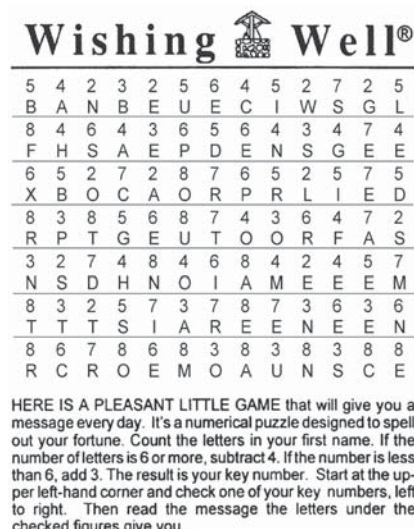 Wishing Well®
5 4 2 3 2 5 6 4 5 2 7 2 5
B A N B E U E C I W S G L
8 4 6 4 3 6 5 6 4 3 4 7 4
F H S A E P D E N S G E E
6 5 2 7 2 8 7 6 5 2 5 7 5
X B O C A O R P R L I E D
8 3 8 5 6 8 7 4 3 6 4 7 2
R P T G E U T O O R F A S
3 2 7 4 8 4 6 8 4 2 4 5 7
N S D H N O I A M E E E M
8 3 2 5 7 3 7 8 7 3 6 3 6
T T T S I A R E E N E E N
8 6 7 8 6 8 3 8 3 8 3 8 8
R C R O E M O A U N S C E
HERE IS A PLEASANT LITTLE GAME that will give you a
message every day. It's a numerical puzzle designed to spell
out your fortune. Count the letters in your first name. If the
number of letters is 6 or more, subtract 4. If the number is less
than 6, add 3. The result is your key number. Start at the up-
per left-hand corner and check one of your key numbers, left
to right. Then read the message the letters under the
checked figures give you.